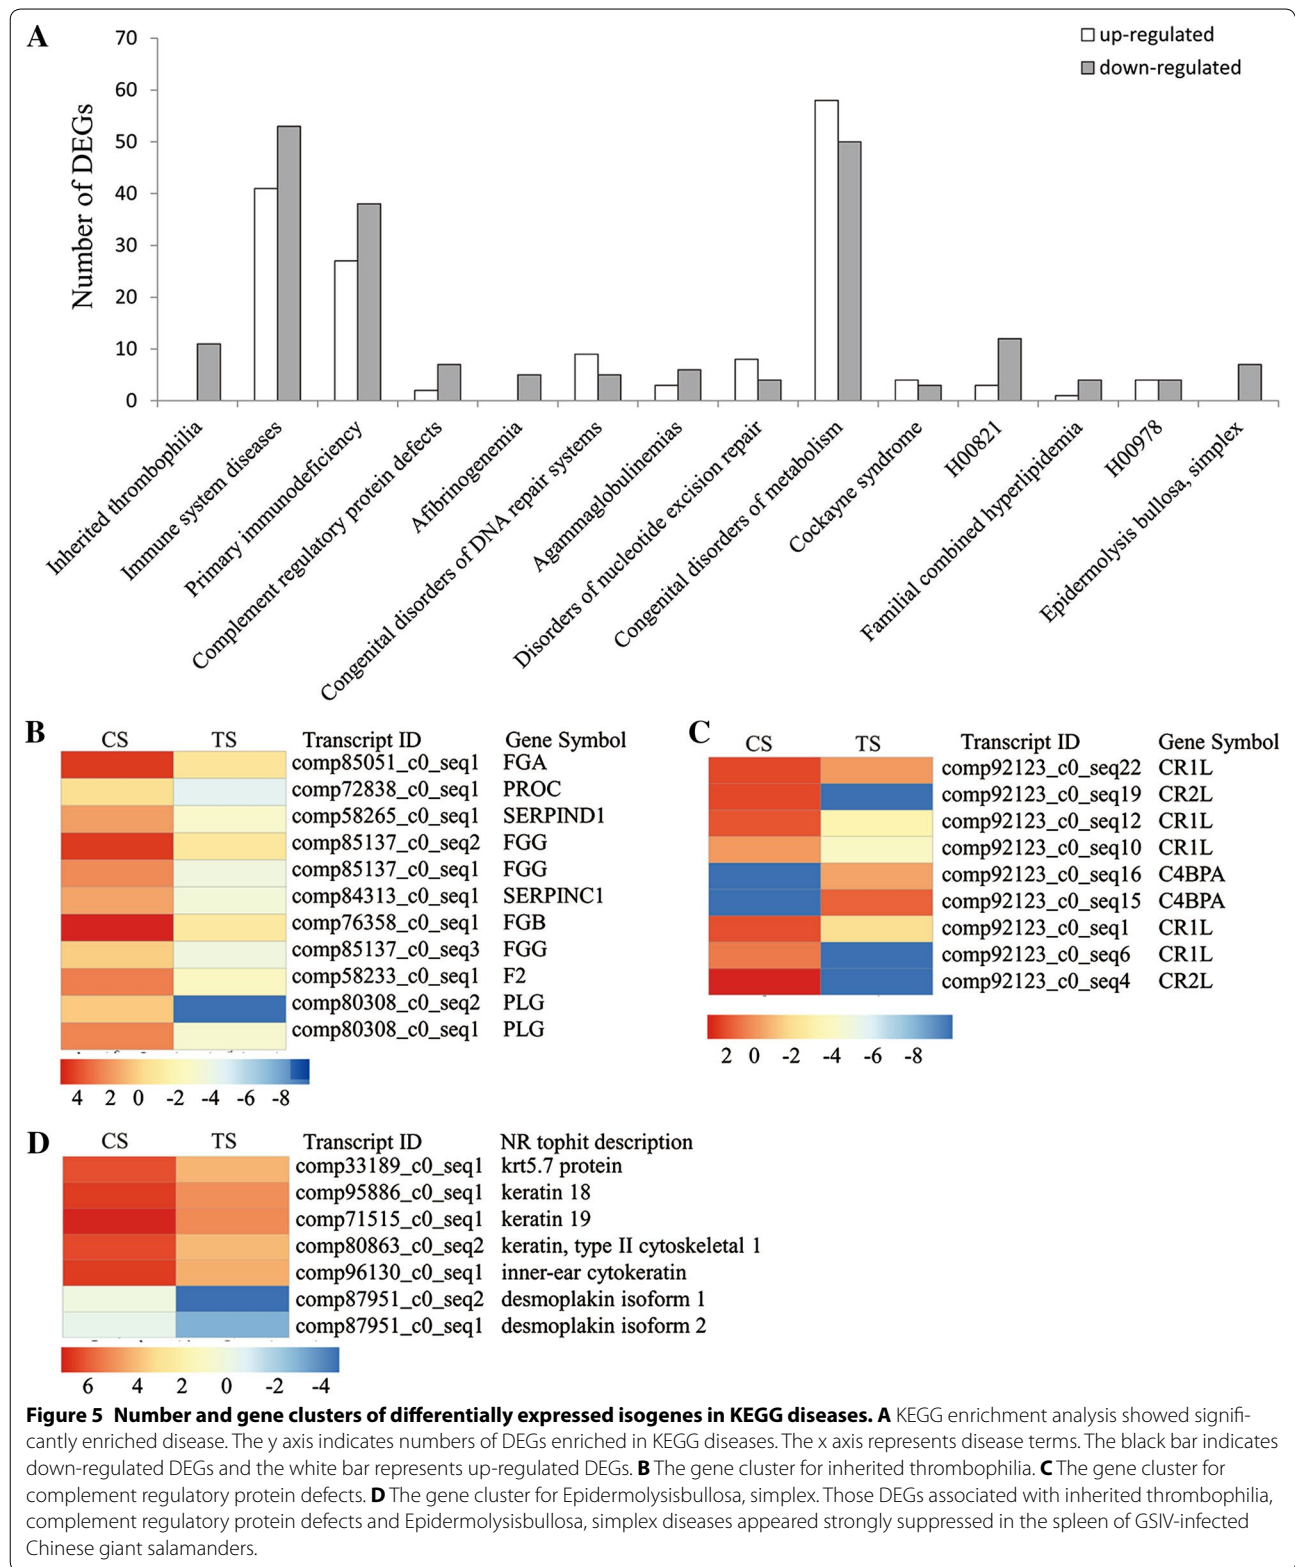 A
70
60
50
40
30
20
10
0
Number of DEGs
up-regulated
down-regulated
Inherited thrombophilia
Immune system diseases
Primary immunodeficiency
Complement regulatory protein defects
Afibrinogenemia
Congenital disorders of DNA repair systems
Agammaglobulinemias
Disorders of nucleotide excision repair
Congenital disorders of metabolism
Cockayne syndrome
H00821
Familial combined hyperlipidemia
H00978
Epidermolysis bullosa, simplex
B
CS TS Transcript ID Gene Symbol
comp85051_c0_seq1 FGA
comp72838_c0_seq1 PROC
comp58265_c0_seq1 SERPIND1
comp85137_c0_seq2 FGG
comp85137_c0_seq1 FGG
comp84313_c0_seq1 SERPINC1
comp76358_c0_seq1 FGB
comp85137_c0_seq3 FGG
comp58233_c0_seq1 F2
comp80308_c0_seq2 PLG
comp80308_c0_seq1 PLG
4 2 0 -2 -4 -6 -8
C
CS TS Transcript ID Gene Symbol
comp92123_c0_seq22 CR1L
comp92123_c0_seq19 CR2L
comp92123_c0_seq12 CR1L
comp92123_c0_seq10 CR1L
comp92123_c0_seq16 C4BPA
comp92123_c0_seq15 C4BPA
comp92123_c0_seq1 CR1L
comp92123_c0_seq6 CR1L
comp92123_c0_seq4 CR2L
2 0 -2 -4 -6 -8
D
CS TS Transcript ID NR tophit description
comp33189_c0_seq1 krt5.7 protein
comp95886_c0_seq1 keratin 18
comp71515_c0_seq1 keratin 19
comp80863_c0_seq2 keratin, type II cytoskeletal 1
comp96130_c0_seq1 inner-ear cytokeratin
comp87951_c0_seq2 desmoplakin isoform 1
comp87951_c0_seq1 desmoplakin isoform 2
6 4 2 0 -2 -4
Figure 5 Number and gene clusters of differentially expressed isogenes in KEGG diseases. A KEGG enrichment analysis showed signifi-
cantly enriched disease. The y axis indicates numbers of DEGs enriched in KEGG diseases. The x axis represents disease terms. The black bar indicates
down-regulated DEGs and the white bar represents up-regulated DEGs. B The gene cluster for inherited thrombophilia. C The gene cluster for
complement regulatory protein defects. D The gene cluster for Epidermolysisbullosa, simplex. Those DEGs associated with inherited thrombophilia,
complement regulatory protein defects and Epidermolysisbullosa, simplex diseases appeared strongly suppressed in the spleen of GSIV-infected
Chinese giant salamanders.